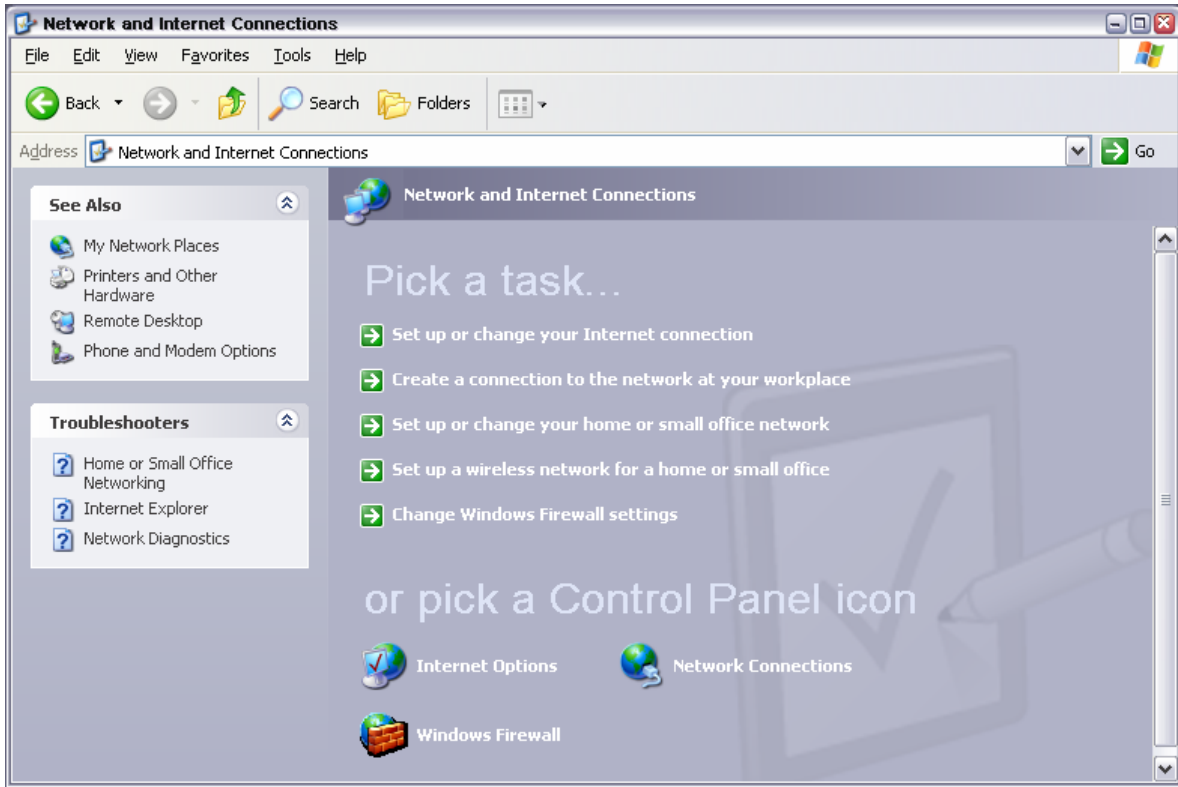 Network and Internet Connections
File Edit View Favorites Tools Help
Back Search Folders
Address Network and Internet Connections Go
See Also
My Network Places
Printers and Other
Hardware
Remote Desktop
Phone and Modem Options
Troubleshooters
Home or Small Office
Networking
Internet Explorer
Network Diagnostics
Network and Internet Connections
Pick a task...
Set up or change your Internet connection
Create a connection to the network at your workplace
Set up or change your home or small office network
Set up a wireless network for a home or small office
Change Windows Firewall settings
or pick a Control Panel icon
Internet Options Network Connections
Windows Firewall